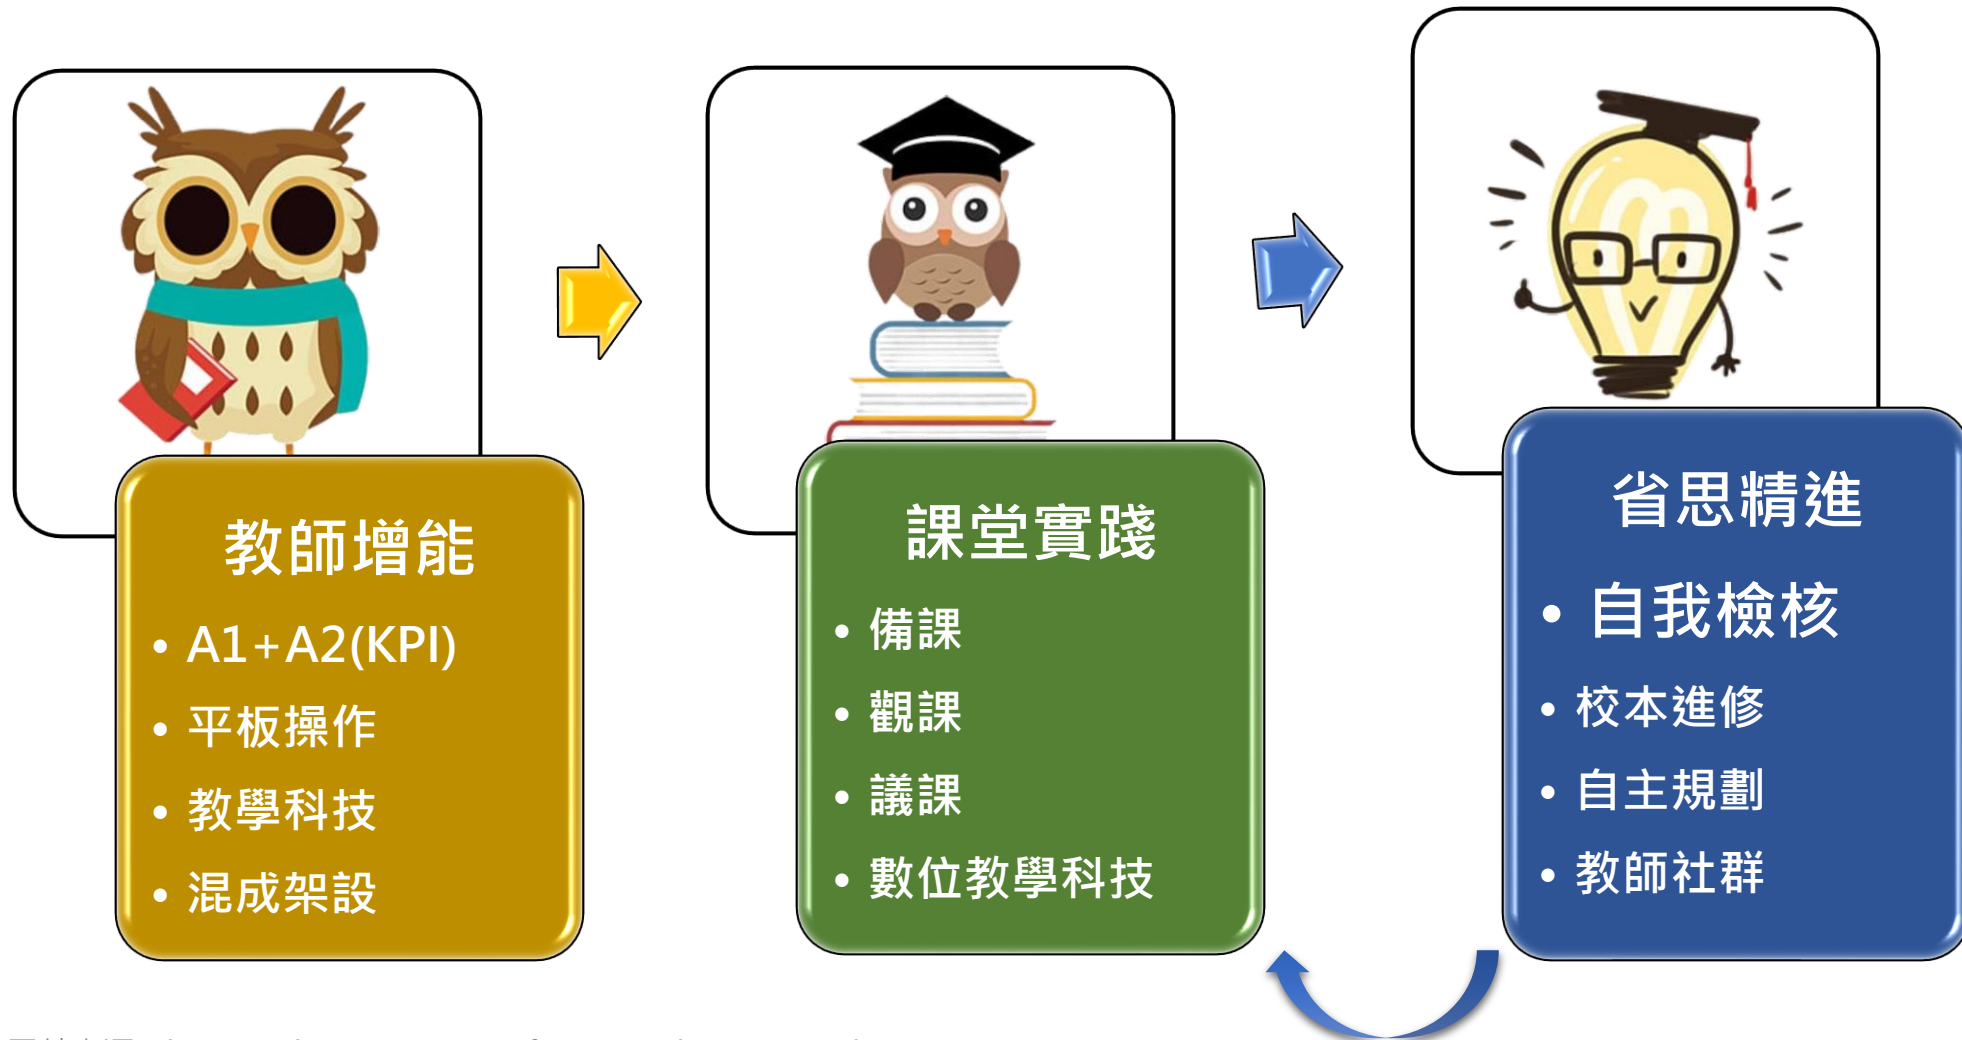 教師增能
• A1+A2(KPI)
• 平板操作
• 教學科技
• 混成架設
課堂實踐
• 備課
• 觀課
• 議課
• 數位教學科技
省思精進
• 自我檢核
• 校本進修
• 自主規劃
• 教師社群